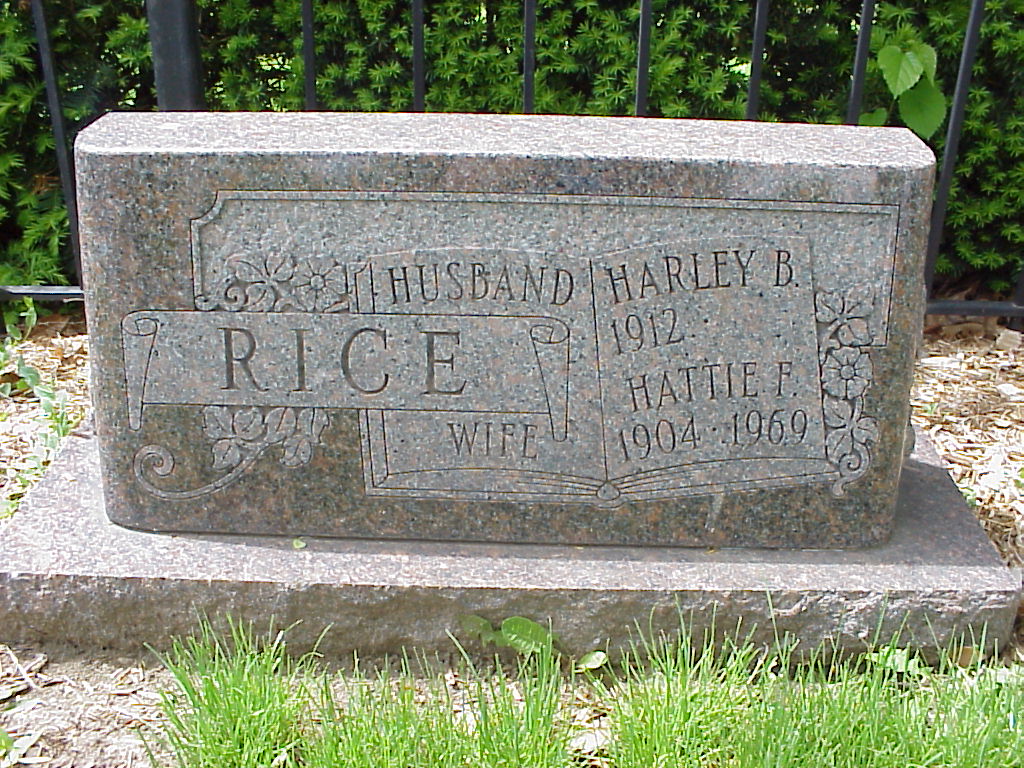 HUSBAND HARLEY B.
1912
RICE
HATTIE F.
WIFE 1904 1969